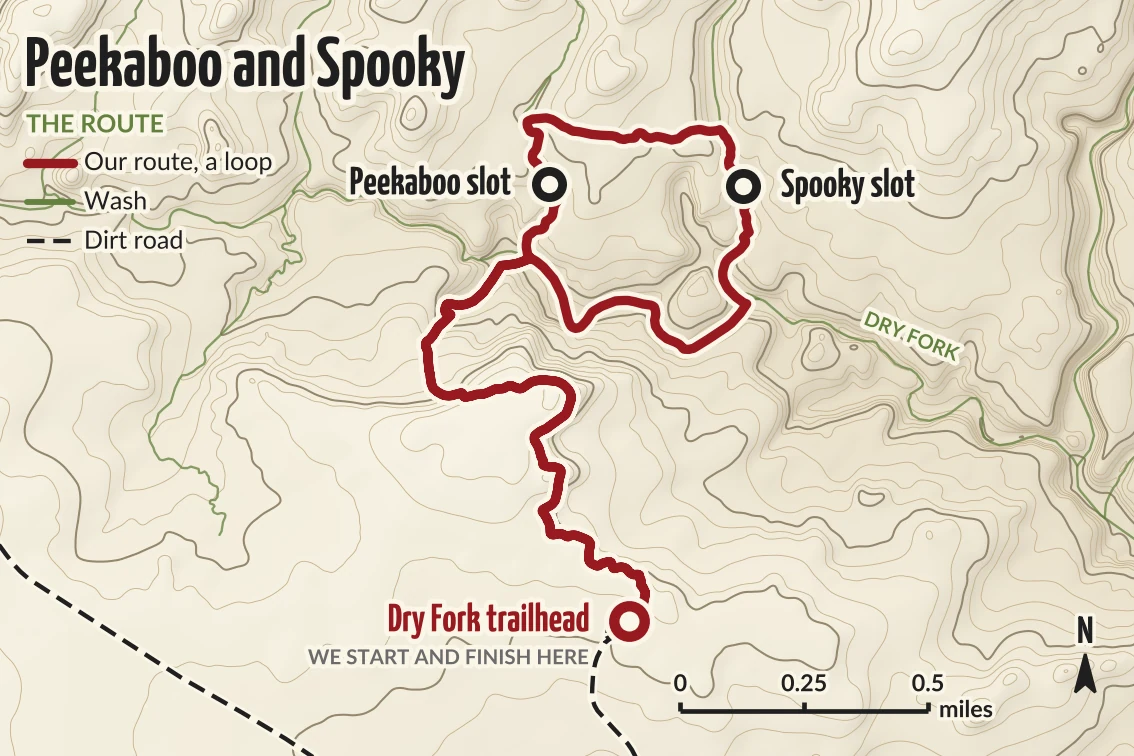 Peekaboo and Spooky
THE ROUTE
Our route, a loop
Wash
Dirt road
Peekaboo slot
Spooky slot
DRY FORK
Dry Fork trailhead
WE START AND FINISH HERE
N
0 0.25 0.5
miles